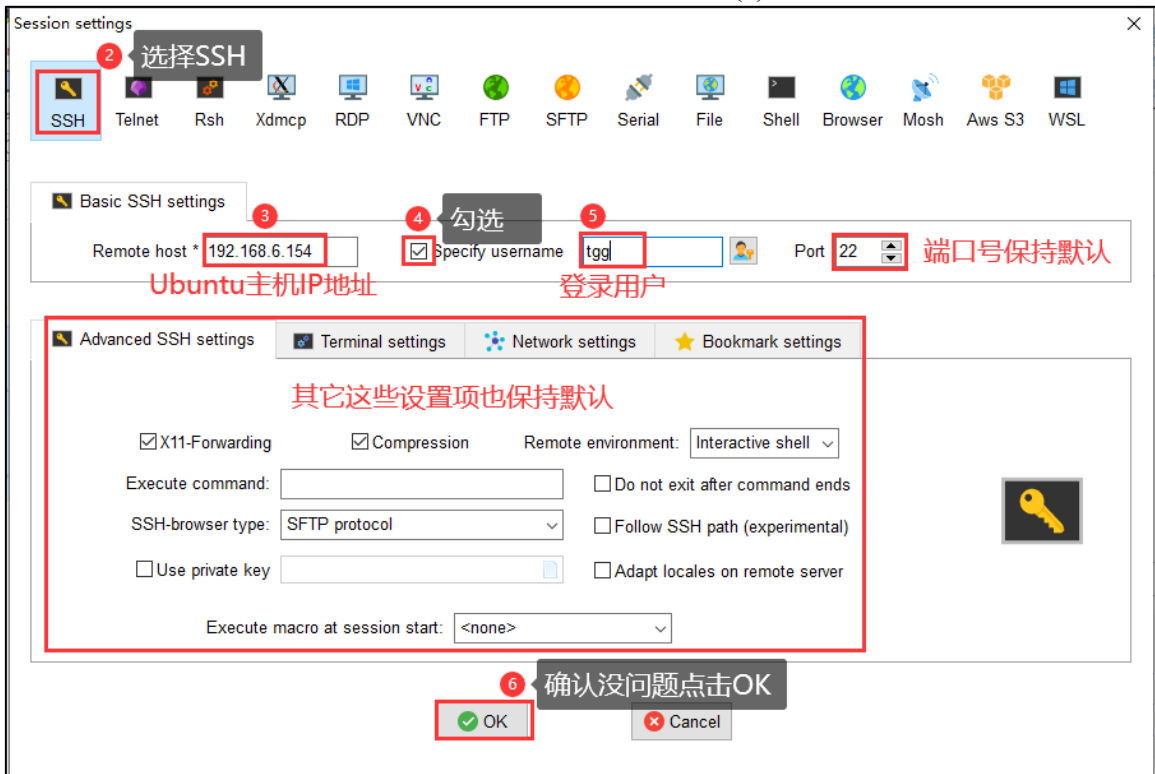 Session settings
2 选择SSH
SSH Telnet Rsh Xdmcp RDP VNC FTP SFTP Serial File Shell Browser Mosh Aws S3 WSL
Basic SSH settings
3 4 勾选 5
Remote host * 192.168.6.154 Specify username tgg Port 22 端口号保持默认
Ubuntu主机IP地址 登录用户
Advanced SSH settings Terminal settings Network settings Bookmark settings
其它这些设置项也保持默认
X11-Forwarding Compression Remote environment: Interactive shell
Execute command: Do not exit after command ends
SSH-browser type: SFTP protocol Follow SSH path (experimental)
Use private key Adapt locales on remote server
Execute macro at session start: <none>
6 确认没问题点击OK
OK Cancel